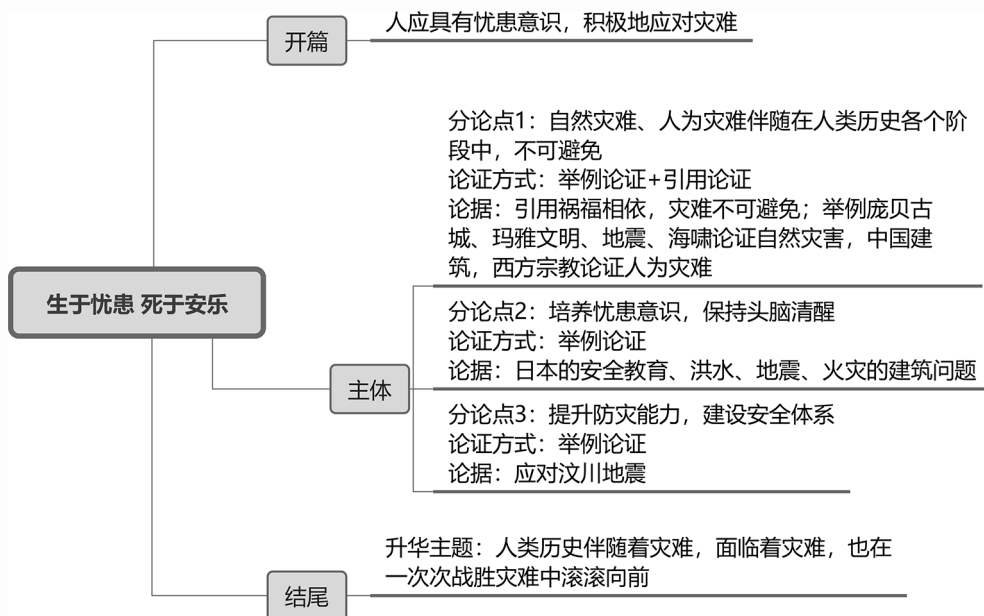 开篇
人应具有忧患意识，积极地应对灾难
生于忧患 死于安乐
主体
分论点1：自然灾难、人为灾难伴随在人类历史各个阶
段中，不可避免
论证方式：举例论证+引用论证
论据：引用祸福相依，灾难不可避免；举例庞贝古
城、玛雅文明、地震、海啸论证自然灾害，中国建
筑，西方宗教论证人为灾难
分论点2：培养忧患意识，保持头脑清醒
论证方式：举例论证
论据：日本的安全教育、洪水、地震、火灾的建筑问题
分论点3：提升防灾能力，建设安全体系
论证方式：举例论证
论据：应对汶川地震
结尾
升华主题：人类历史伴随着灾难，面临着灾难，也在
一次次战胜灾难中滚滚向前